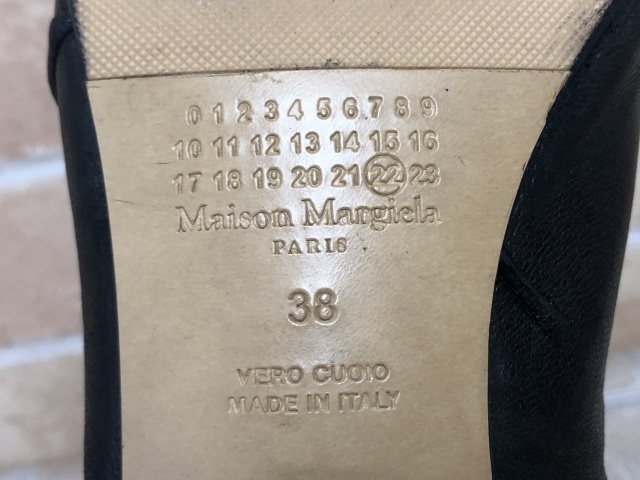 0 1 2 3 4 5 6 7 8 9
10 11 12 13 14 15 16
17 18 19 20 21 22 23
Maison Margiela
PARIS
38
VERO CUOIO
MADE IN ITALY